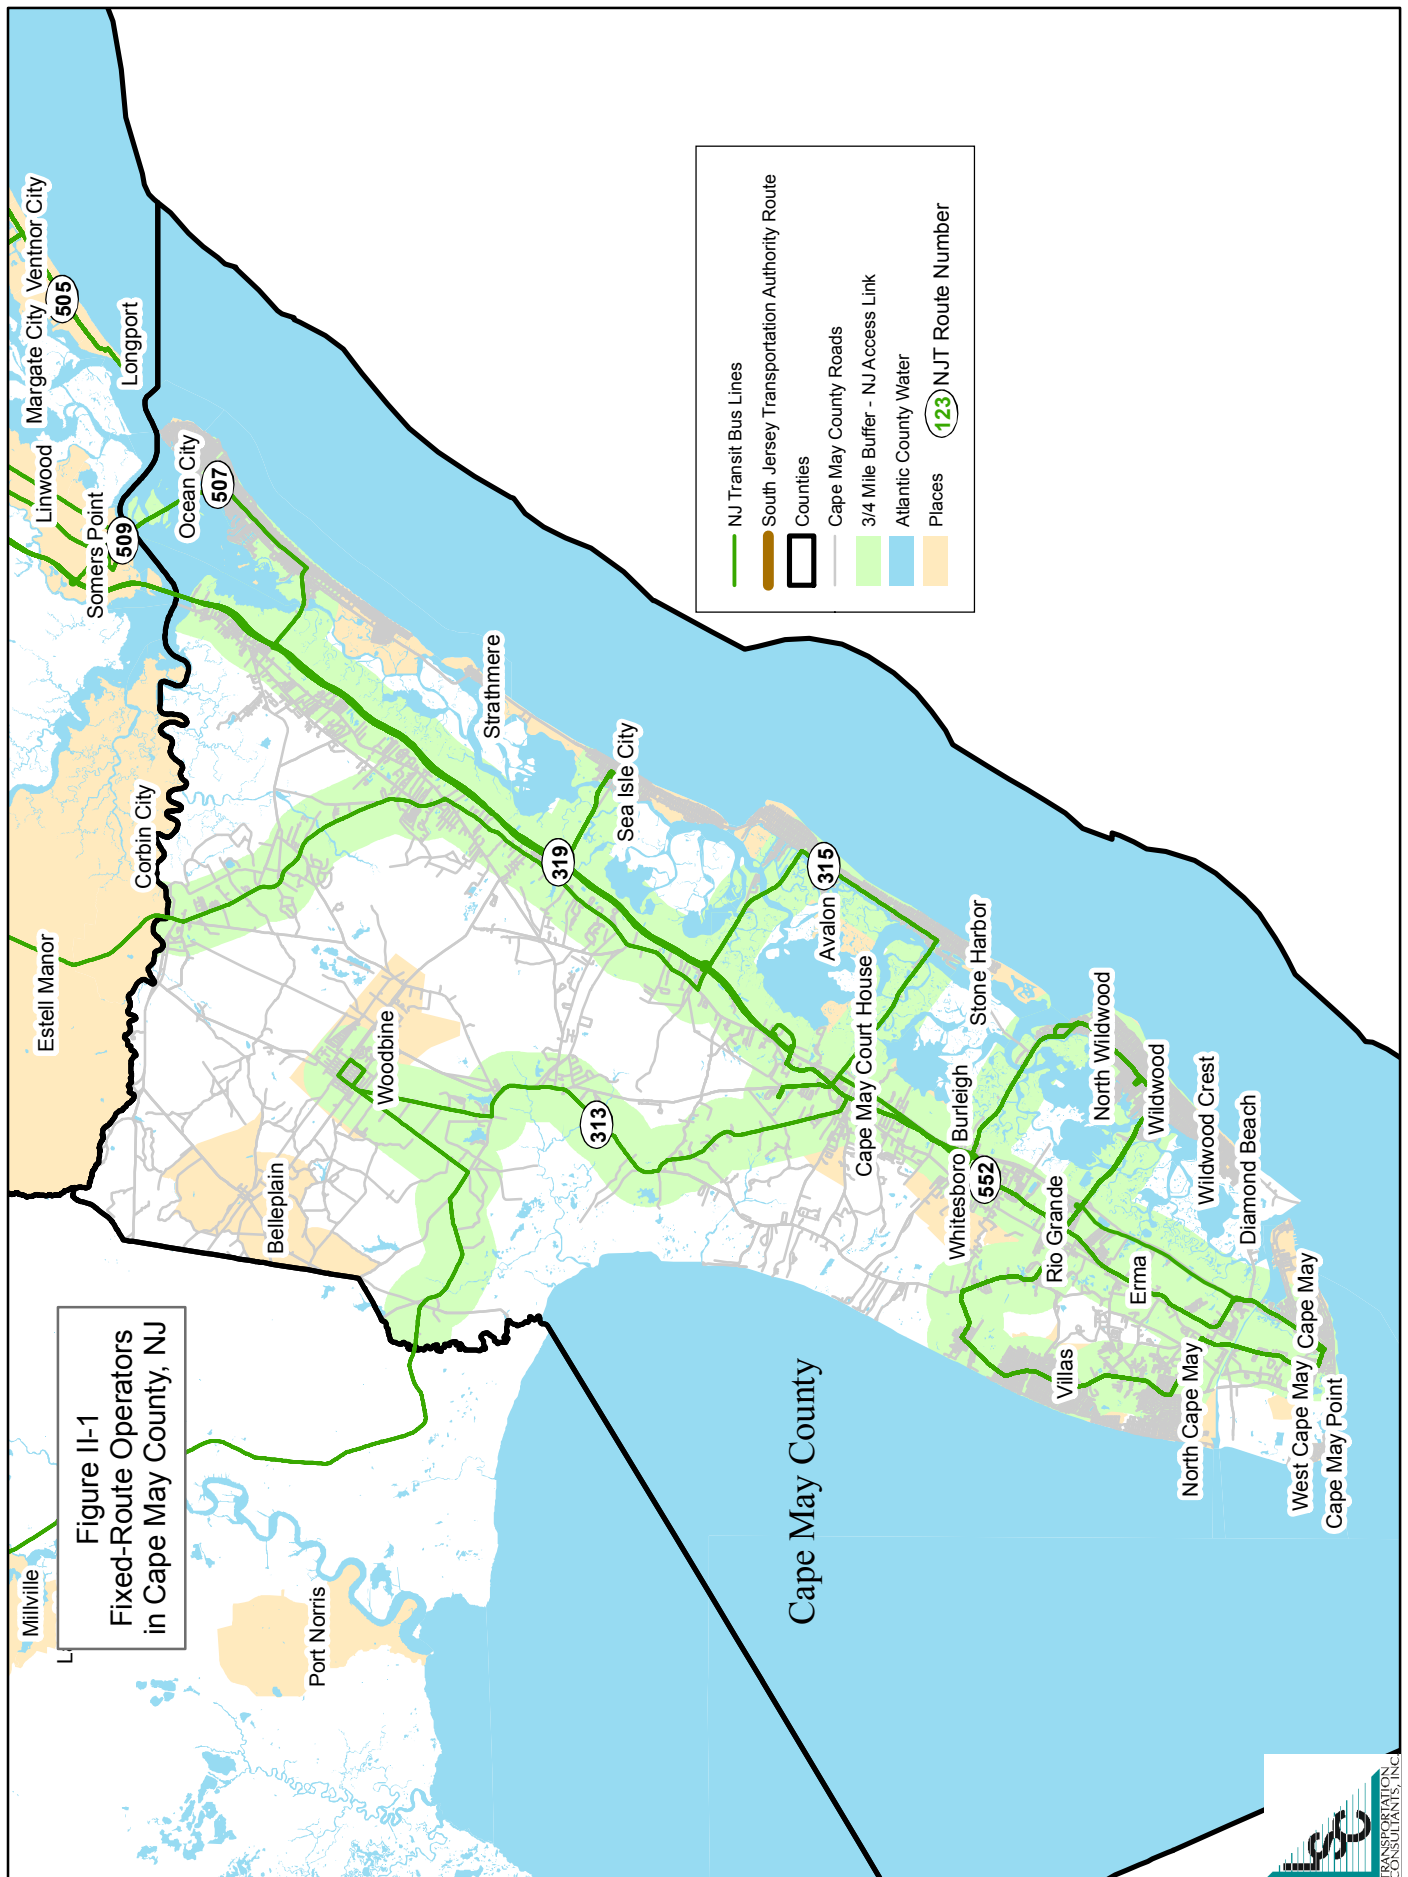 Figure II-1
Fixed-Route Operators
in Cape May County, NJ
Millville
Port Norris
Estell Manor
Corbin City
Linwood
Somers Point
Margate City
Ventnor City
Longport
505
509
507
Ocean City
Strathmere
Sea Isle City
319
Woodbine
Belleplain
313
315
Avalon
Stone Harbor
Cape May Court House
Burleigh
Whitesboro
552
North Wildwood
Wildwood
Wildwood Crest
Diamond Beach
Rio Grande
Erma
Villas
North Cape May
West Cape May
Cape May
Cape May Point
Cape May County
NJ Transit Bus Lines
South Jersey Transportation Authority Route
Counties
Cape May County Roads
3/4 Mile Buffer - NJ Access Link
Atlantic County Water
Places
123 NJT Route Number
LSC
TRANSPORTATION
CONSULTANTS, INC.